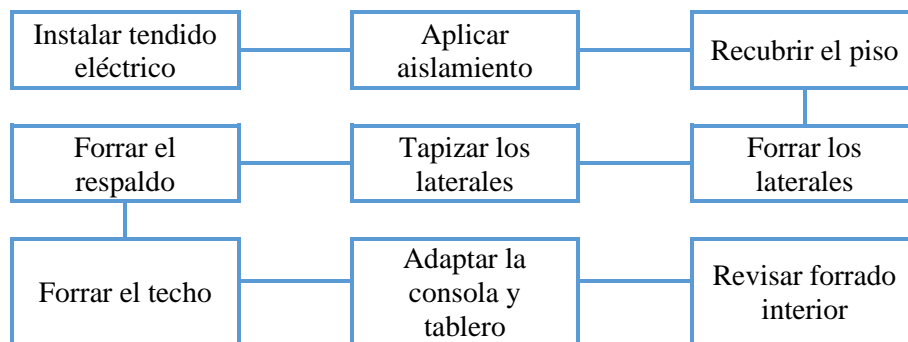 Instalar tendido
eléctrico
Aplicar
aislamiento
Recubrir el piso
Forrar el
respaldo
Tapizar los
laterales
Forrar los
laterales
Forrar el techo
Adaptar la
consola y
tablero
Revisar forrado
interior